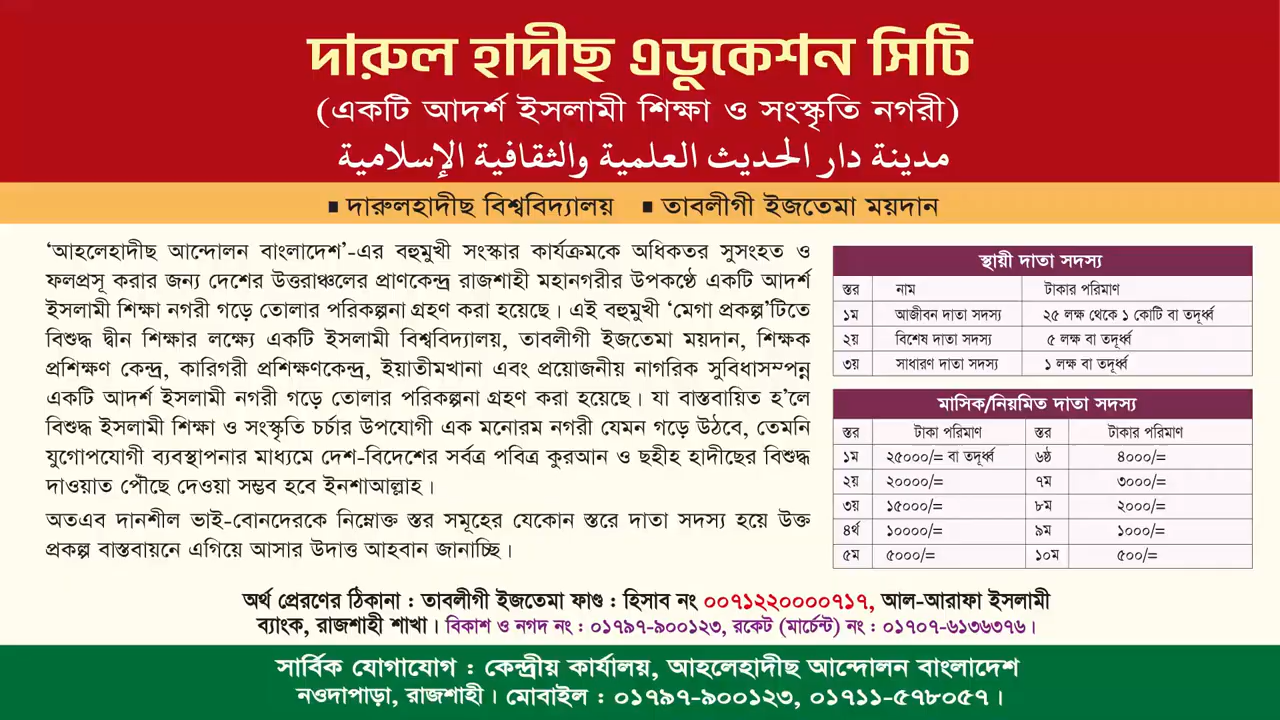 দারুল হাদীছ এডুকেশন সিটি
(একটি আদর্শ ইসলামী শিক্ষা ও সংস্কৃতি নগরী)
مدينة دار الحديث العلمية والثقافية الإسلامية
▪ দারুলহাদীছ বিশ্ববিদ্যালয় ▪ তাবলীগী ইজতেমা ময়দান
‘আহলেহাদীছ আন্দোলন বাংলাদেশ’-এর বহুমুখী সংস্কার কার্যক্রমকে অধিকতর সুসংহত ও
ফলপ্রসূ করার জন্য দেশের উত্তরাঞ্চলের প্রাণকেন্দ্র রাজশাহী মহানগরীর উপকণ্ঠে একটি আদর্শ
ইসলামী শিক্ষা নগরী গড়ে তোলার পরিকল্পনা গ্রহণ করা হয়েছে। এই বহুমুখী ‘মেগা প্রকল্প’টিতে
বিশুদ্ধ দ্বীন শিক্ষার লক্ষ্যে একটি ইসলামী বিশ্ববিদ্যালয়, তাবলীগী ইজতেমা ময়দান, শিক্ষক
প্রশিক্ষণ কেন্দ্র, কারিগরী প্রশিক্ষণকেন্দ্র, ইয়াতীমখানা এবং প্রয়োজনীয় নাগরিক সুবিধাসম্পন্ন
একটি আদর্শ ইসলামী নগরী গড়ে তোলার পরিকল্পনা গ্রহণ করা হয়েছে। যা বাস্তবায়িত হ’লে
বিশুদ্ধ ইসলামী শিক্ষা ও সংস্কৃতি চর্চার উপযোগী এক মনোরম নগরী যেমন গড়ে উঠবে, তেমনি
যুগোপযোগী ব্যবস্থাপনার মাধ্যমে দেশ-বিদেশের সর্বত্র পবিত্র কুরআন ও ছহীহ হাদীছের বিশুদ্ধ
দাওয়াত পৌঁছে দেওয়া সম্ভব হবে ইনশাআল্লাহ।
অতএব দানশীল ভাই-বোনদেরকে নিম্নোক্ত স্তর সমূহের যেকোন স্তরে দাতা সদস্য হয়ে উক্ত
প্রকল্প বাস্তবায়নে এগিয়ে আসার উদাত্ত আহবান জানাচ্ছি।
স্থায়ী দাতা সদস্য
স্তর নাম টাকার পরিমাণ
১ম আজীবন দাতা সদস্য ২৫ লক্ষ থেকে ১ কোটি বা তদূর্ধ্ব
২য় বিশেষ দাতা সদস্য ৫ লক্ষ বা তদূর্ধ্ব
৩য় সাধারণ দাতা সদস্য ১ লক্ষ বা তদূর্ধ্ব
মাসিক/নিয়মিত দাতা সদস্য
স্তর টাকা পরিমাণ স্তর টাকার পরিমাণ
১ম ২৫০০০/= বা তদূর্ধ্ব ৬ষ্ঠ ৪০০০/=
২য় ২০০০০/= ৭ম ৩০০০/=
৩য় ১৫০০০/= ৮ম ২০০০/=
৪র্থ ১০০০০/= ৯ম ১০০০/=
৫ম ৫০০০/= ১০ম ৫০০/=
অর্থ প্রেরণের ঠিকানা : তাবলীগী ইজতেমা ফাণ্ড : হিসাব নং ০০৭১২২০০০০৭১৭, আল-আরাফা ইসলামী
ব্যাংক, রাজশাহী শাখা। বিকাশ ও নগদ নং : ০১৭৯৭-৯০০১২৩, রকেট (মার্চেন্ট) নং : ০১৭০৭-৬১৩৬৩৭৬।
সার্বিক যোগাযোগ : কেন্দ্রীয় কার্যালয়, আহলেহাদীছ আন্দোলন বাংলাদেশ
নওদাপাড়া, রাজশাহী। মোবাইল : ০১৭৯৭-৯০০১২৩, ০১৭১১-৫৭৮০৫৭।